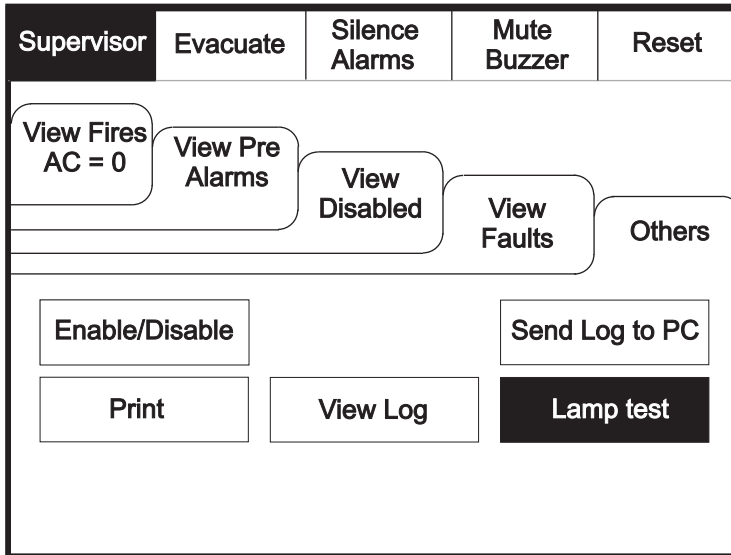 Supervisor
Evacuate
Silence
Alarms
Mute
Buzzer
Reset
View Fires
AC = 0
View Pre
Alarms
View
Disabled
View
Faults
Others
Enable/Disable
Send Log to PC
Print
View Log
Lamp test